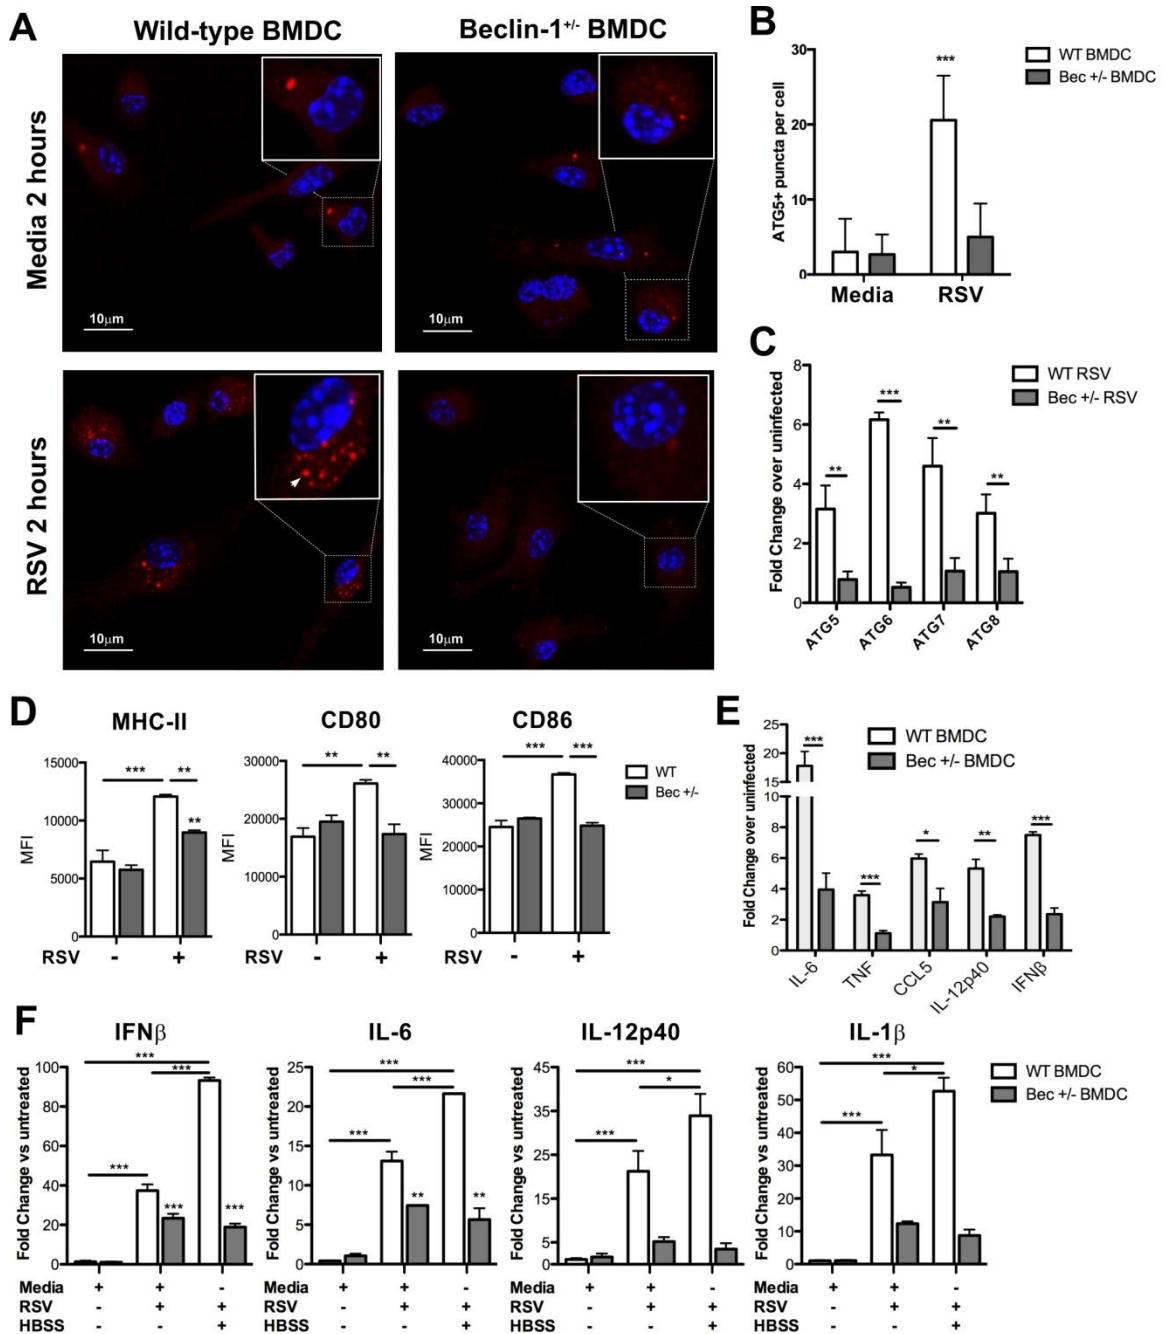 A
Wild-type BMDC
Beclin-1+/- BMDC
Media 2 hours
10μm
10μm
RSV 2 hours
10μm
10μm
B
ATG5+ puncta per cell
30
20
10
0
***
Media RSV
WT BMDC
Bec +/- BMDC
C
Fold Change over uninfected
8
6
4
2
0
** *** ** **
ATG5 ATG6 ATG7 ATG8
WT RSV
Bec +/- RSV
D
MHC-II
MFI
15000
10000
5000
0
*** **
**
RSV - +
CD80
MFI
30000
20000
10000
0
** **
RSV - +
CD86
MFI
40000
30000
20000
10000
0
*** ***
RSV - +
WT
Bec +/-
E
Fold Change over uninfected
25
20
15
10
8
6
4
2
0
*** *** * ** ***
IL-6 TNF CCL5 IL-12p40 IFNβ
WT BMDC
Bec +/- BMDC
F
IFNβ
Fold Change vs untreated
100
80
60
40
20
0
***
***
***
*** ***
Media + + -
RSV - + +
HBSS - - +
IL-6
Fold Change vs untreated
25
20
15
10
5
0
***
***
***
** **
Media + + -
RSV - + +
HBSS - - +
IL-12p40
Fold Change vs untreated
45
35
25
15
5
0
***
*
***
Media + + -
RSV - + +
HBSS - - +
IL-1β
Fold Change vs untreated
60
50
40
30
20
10
0
***
*
***
Media + + -
RSV - + +
HBSS - - +
WT BMDC
Bec +/- BMDC